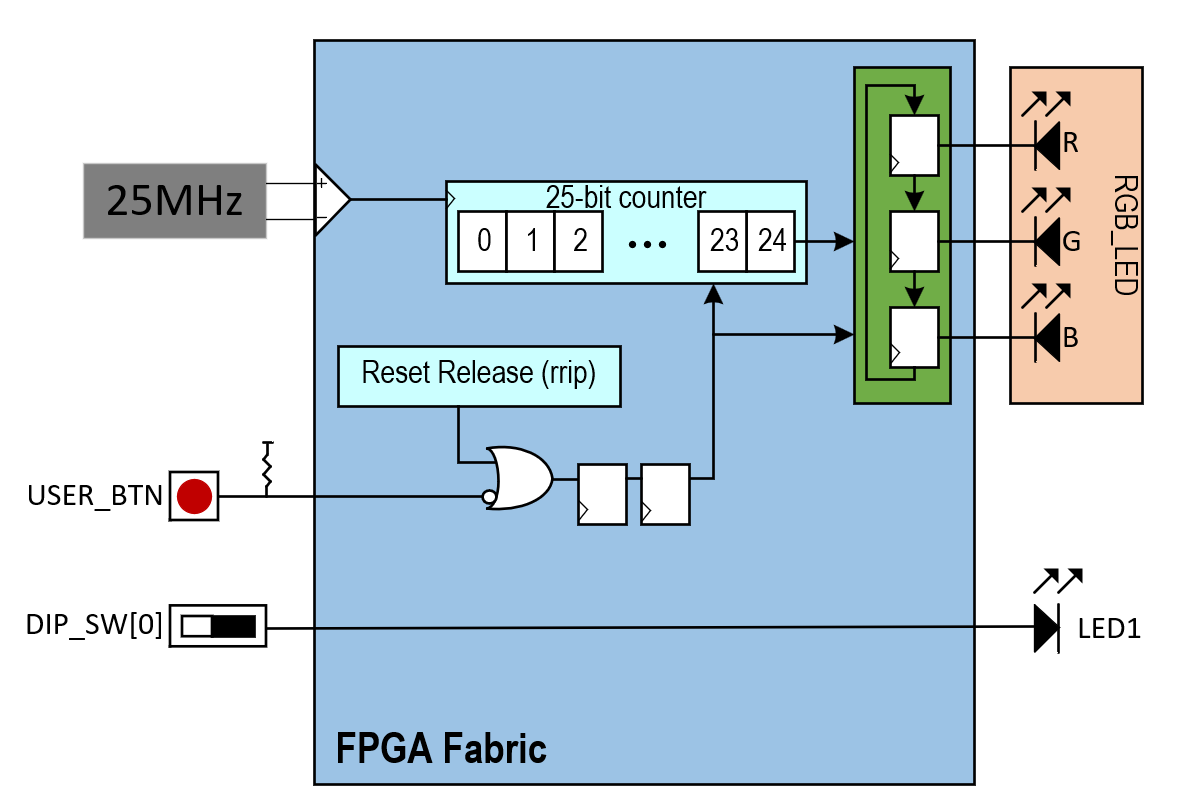 25MHz
+
−
25-bit counter
0 1 2 ••• 23 24
R
G
B
RGB_LED
Reset Release (rrip)
USER_BTN
DIP_SW[0]
LED1
FPGA Fabric